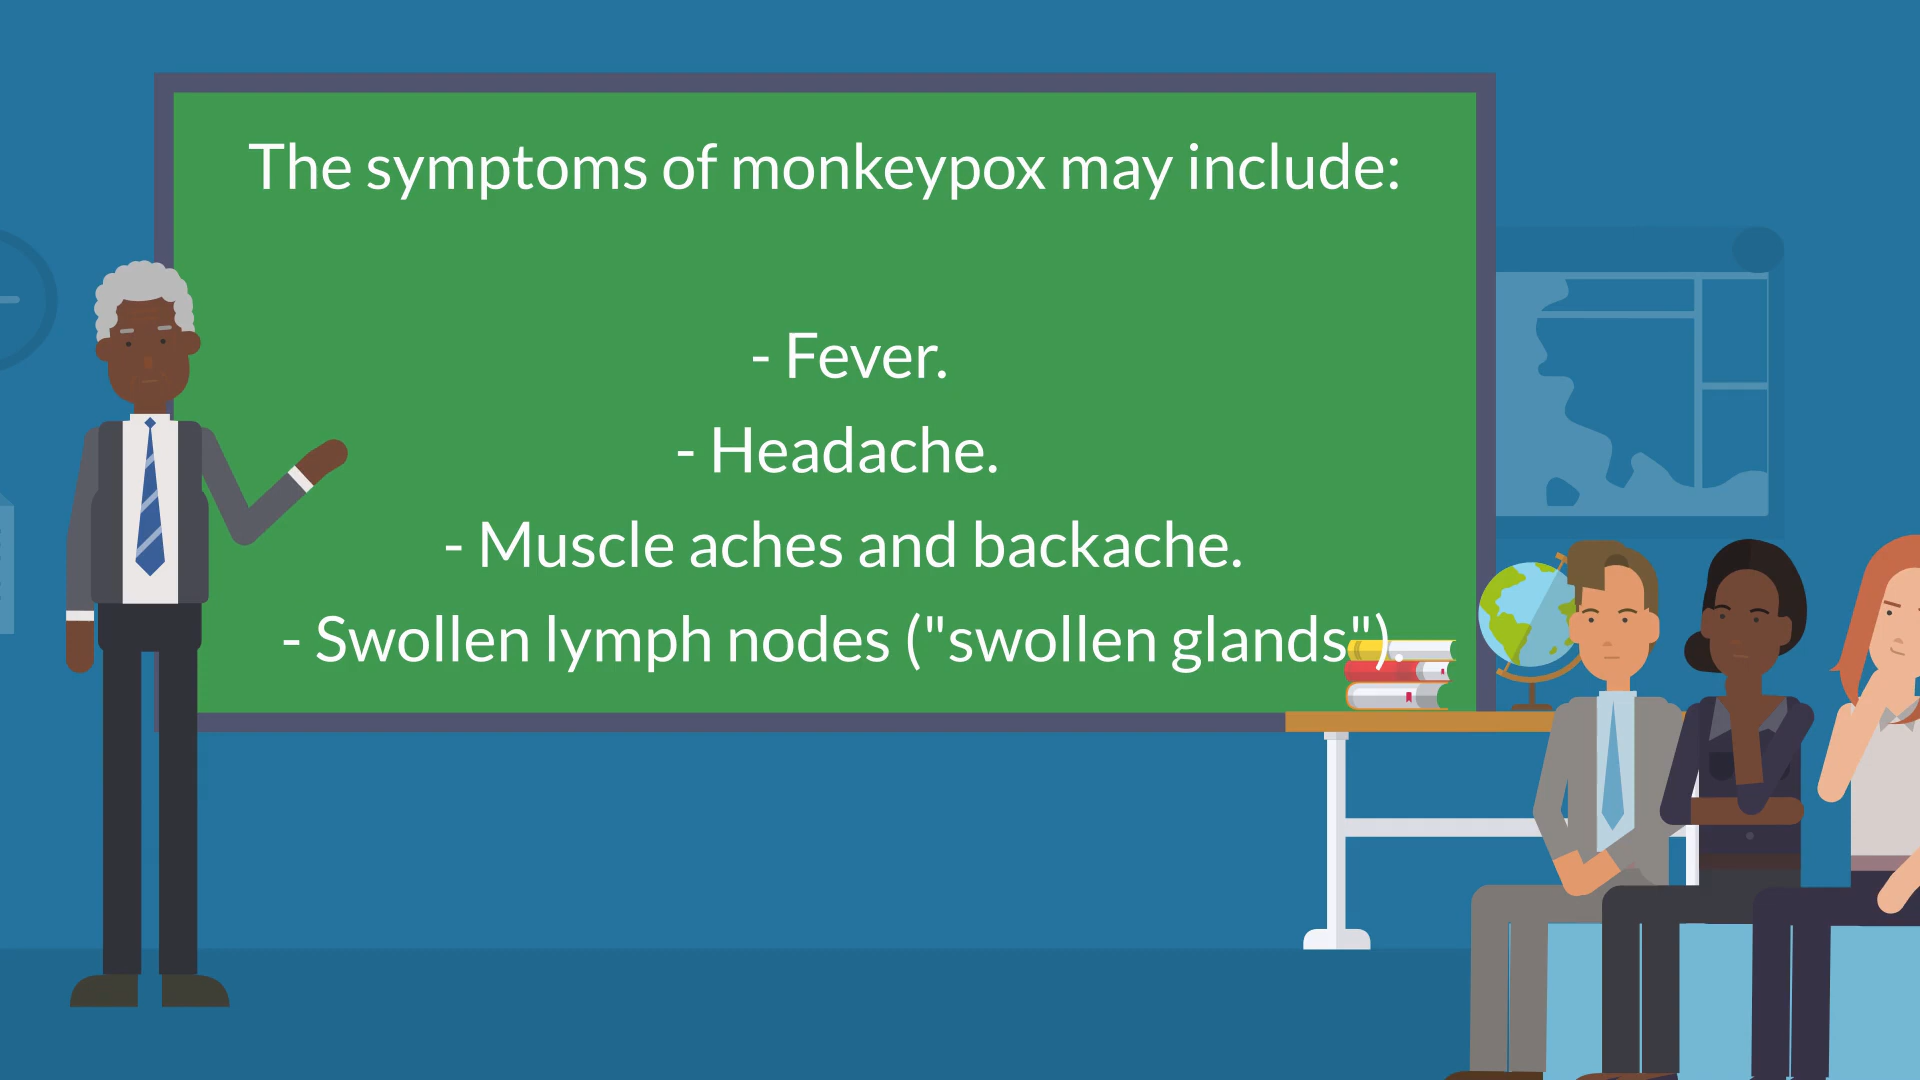 The symptoms of monkeypox may include:
- Fever.
- Headache.
- Muscle aches and backache.
- Swollen lymph nodes ("swollen glands").